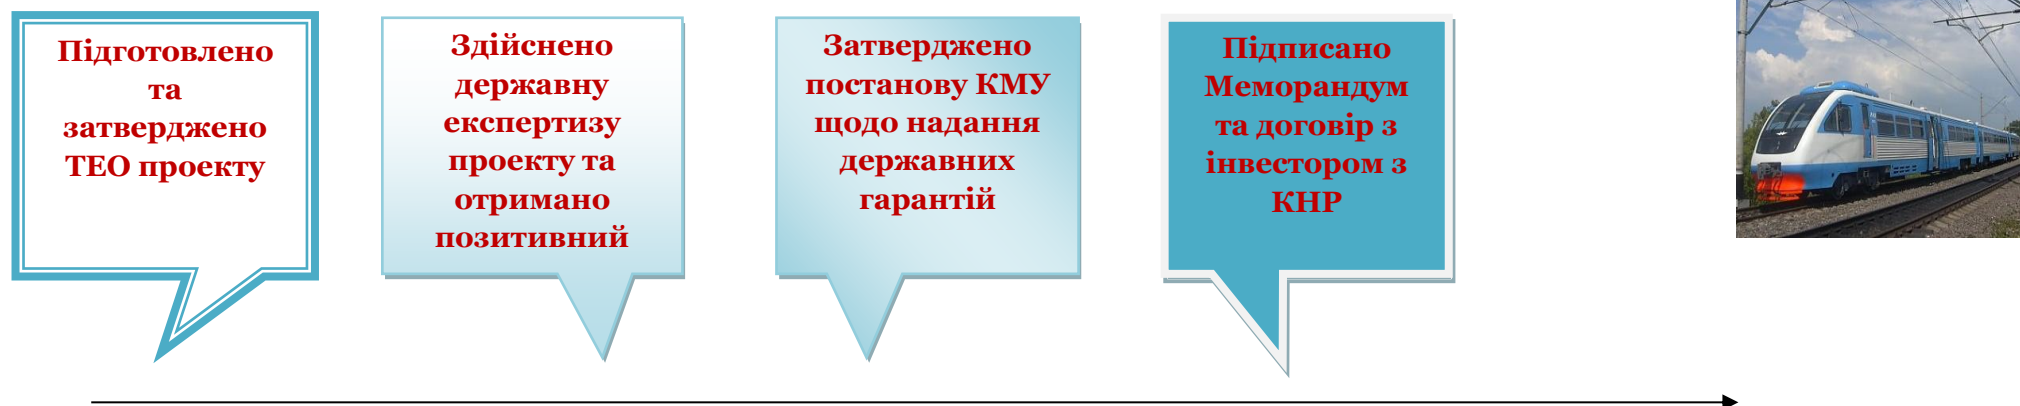 Підготовлено
та
затверджено
ТЕО проекту
Здійснено
державну
експертизу
проекту та
отримано
позитивний
Затверджено
постанову КМУ
щодо надання
державних
гарантій
Підписано
Меморандум
та договір з
інвестором з
КНР